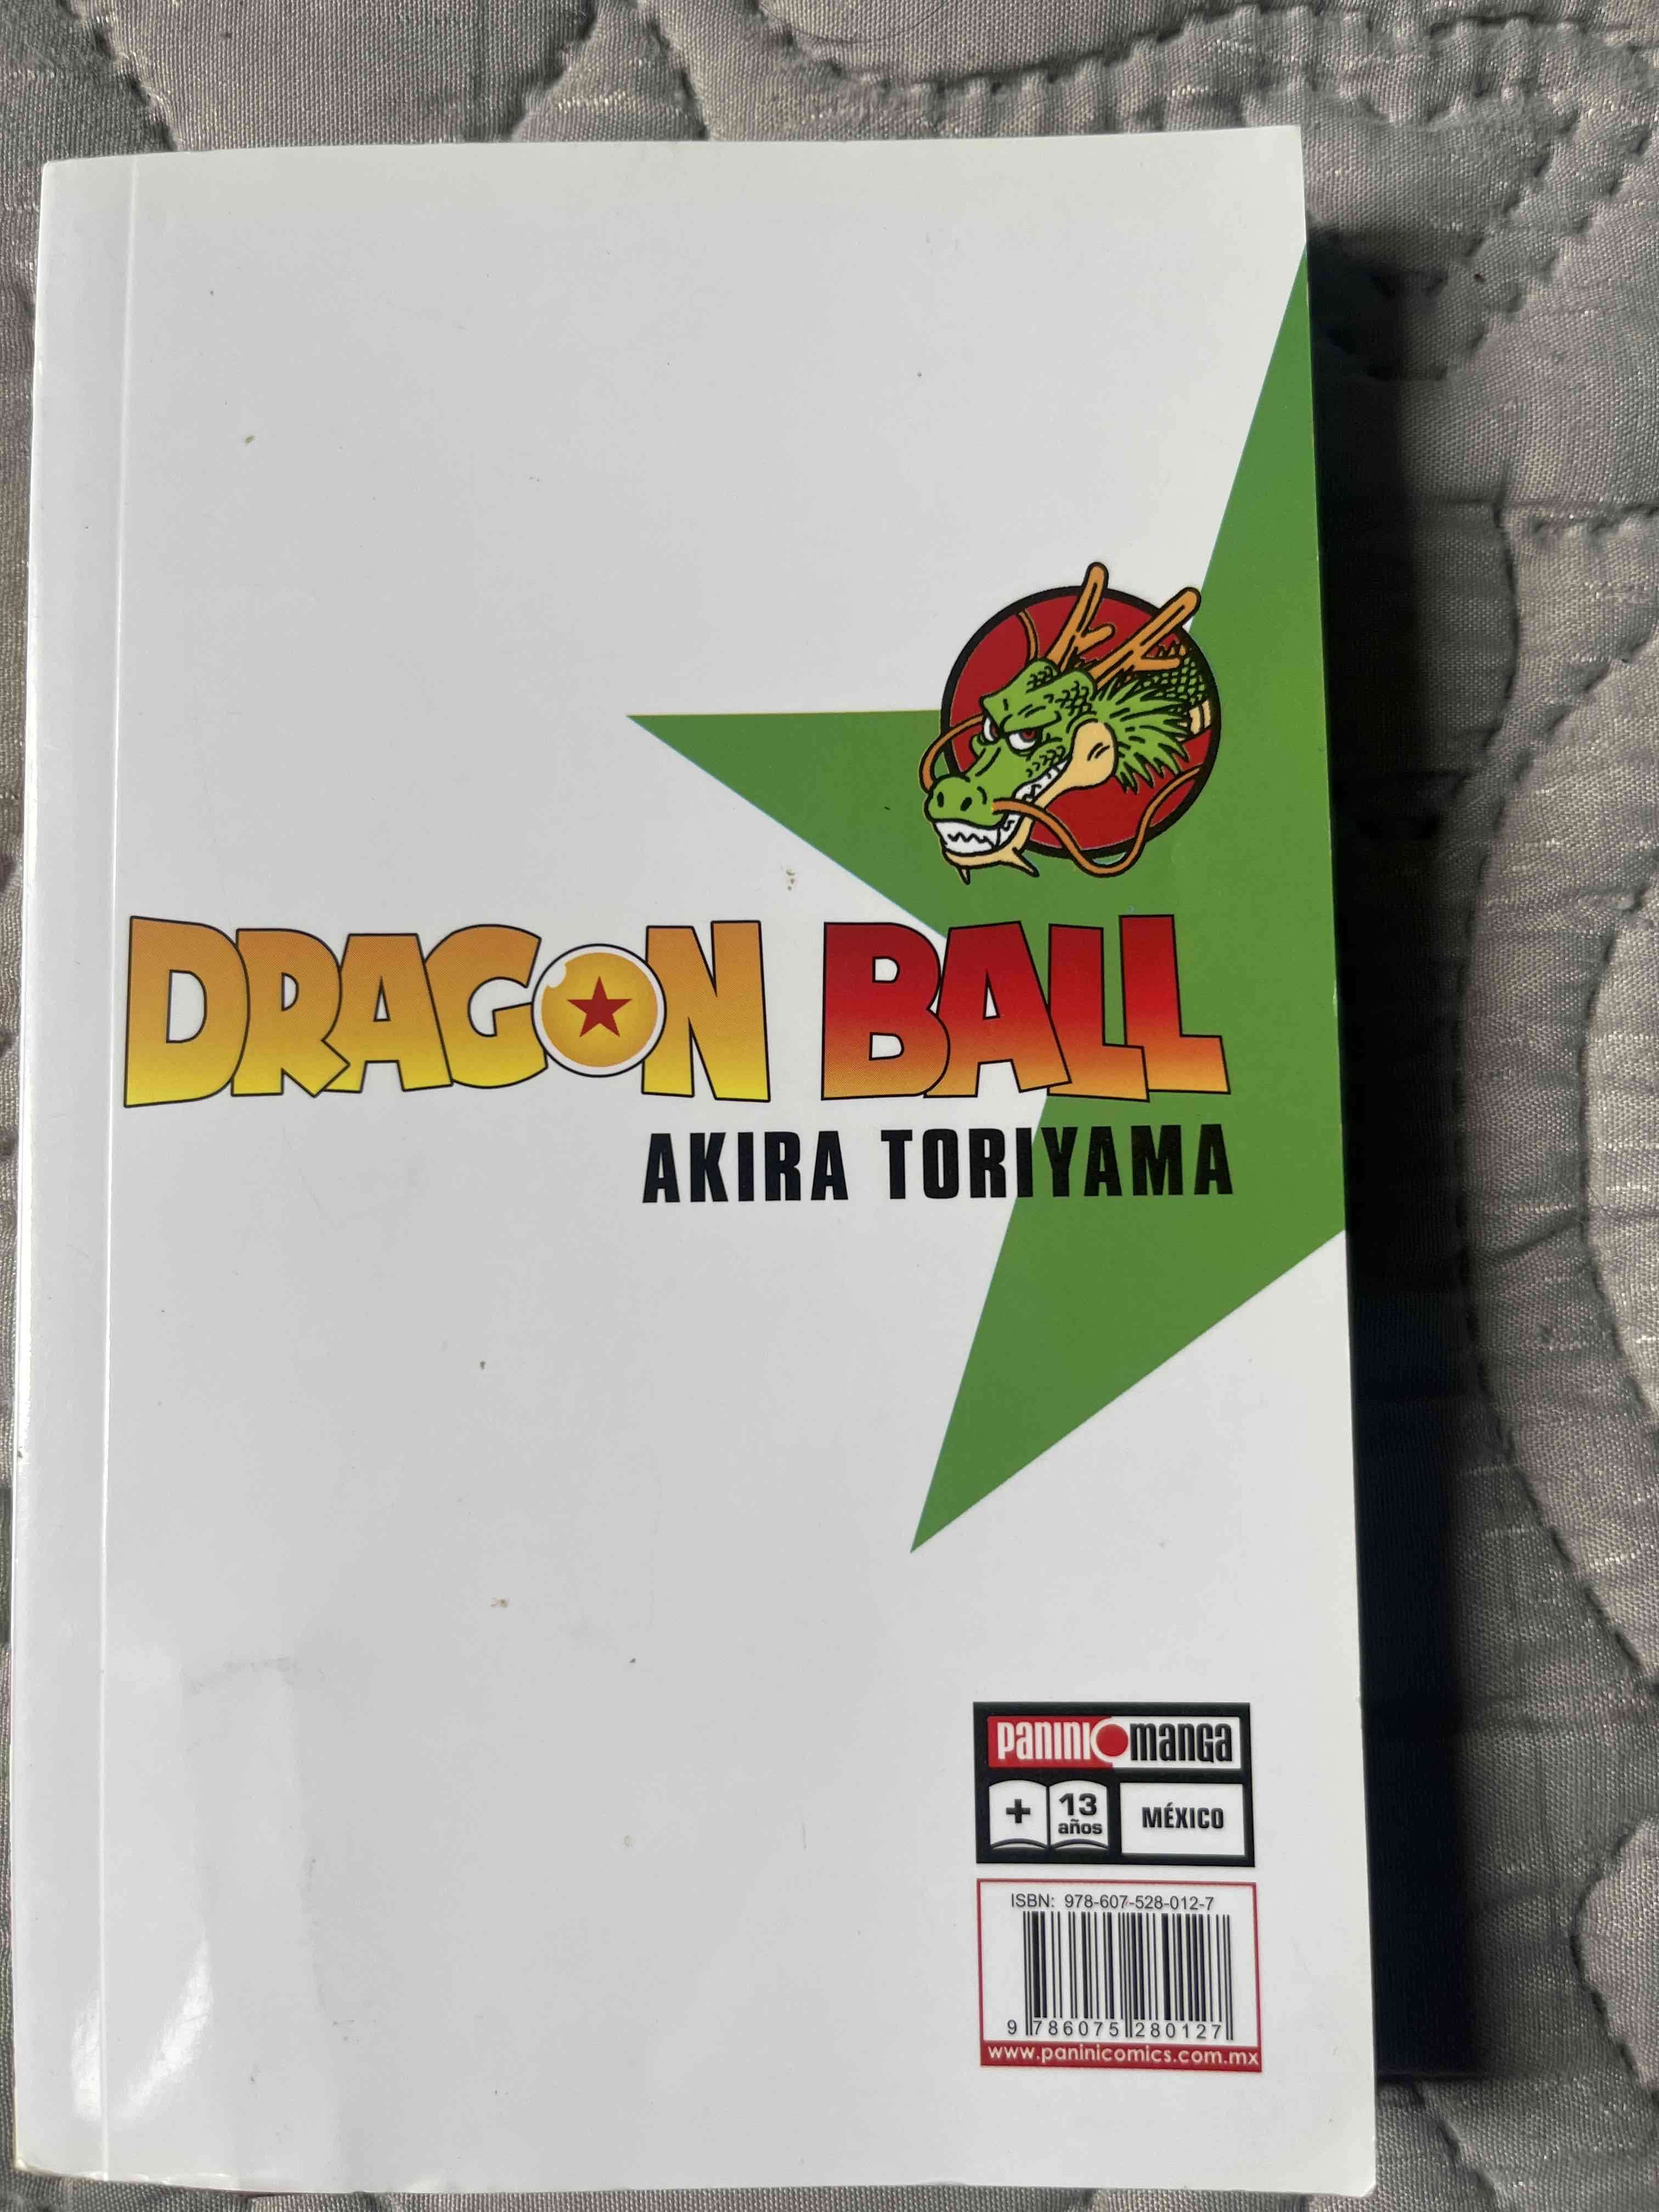 DRAGON BALL
AKIRA TORIYAMA
PANINI MANGA
+ 13 años MÉXICO
ISBN: 978-607-528-012-7
9 786075 280127
www.paninicomics.com.mx